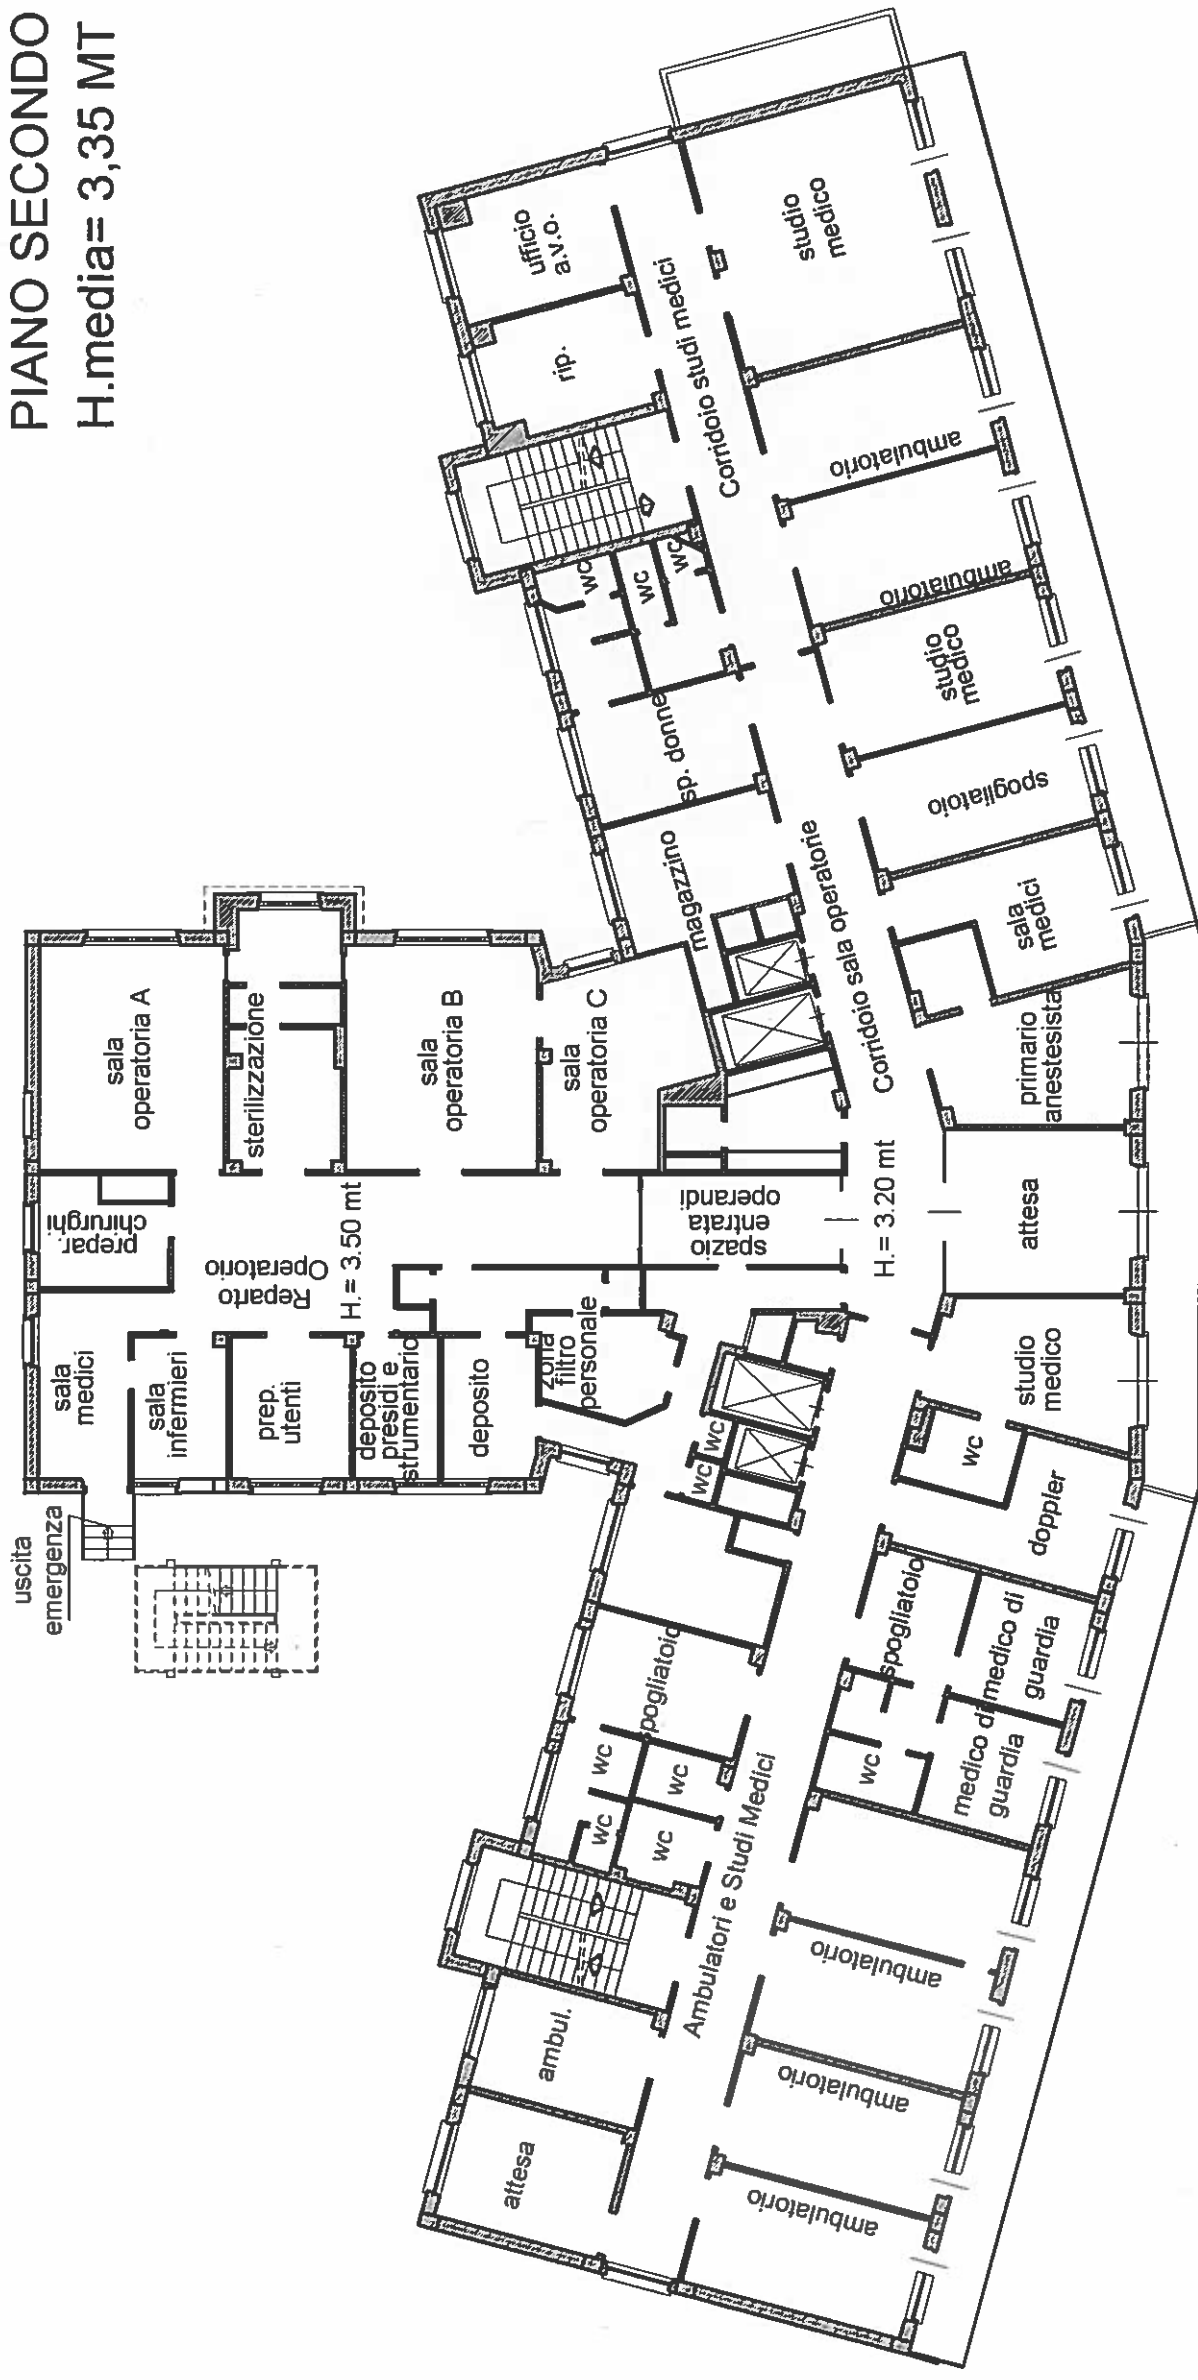 PIANO SECONDO
H.media= 3,35 MT
uscita
emergenza
sala
medici
prepar.
chirurghi
sala
operatoria A
sala
infermieri
prep.
utenti
Reparto
Operatorio
H.= 3.50 mt
sterilizzazione
deposito
presidi e
strumentario
deposito
sala
operatoria B
zona
filtro
personale
sala
operatoria C
spazio
entrata
operandi
H.= 3.20 mt
attesa
ambul.
wc
wc
wc
wc
spogliatoio
wc
wc
Ambulatori e Studi Medici
ambulatorio
ambulatorio
ambulatorio
wc
medico di
guardia
medico di
guardia
spogliatoio
doppler
wc
studio
medico
attesa
primario
anestesista
sala
medici
Corridoio sala operatorie
magazzino
sp. donne
wc
wc
wc
spogliatoio
studio
medico
ambulatorio
ambulatorio
Corridoio studi medici
rip.
ufficio
a.v.o.
studio
medico